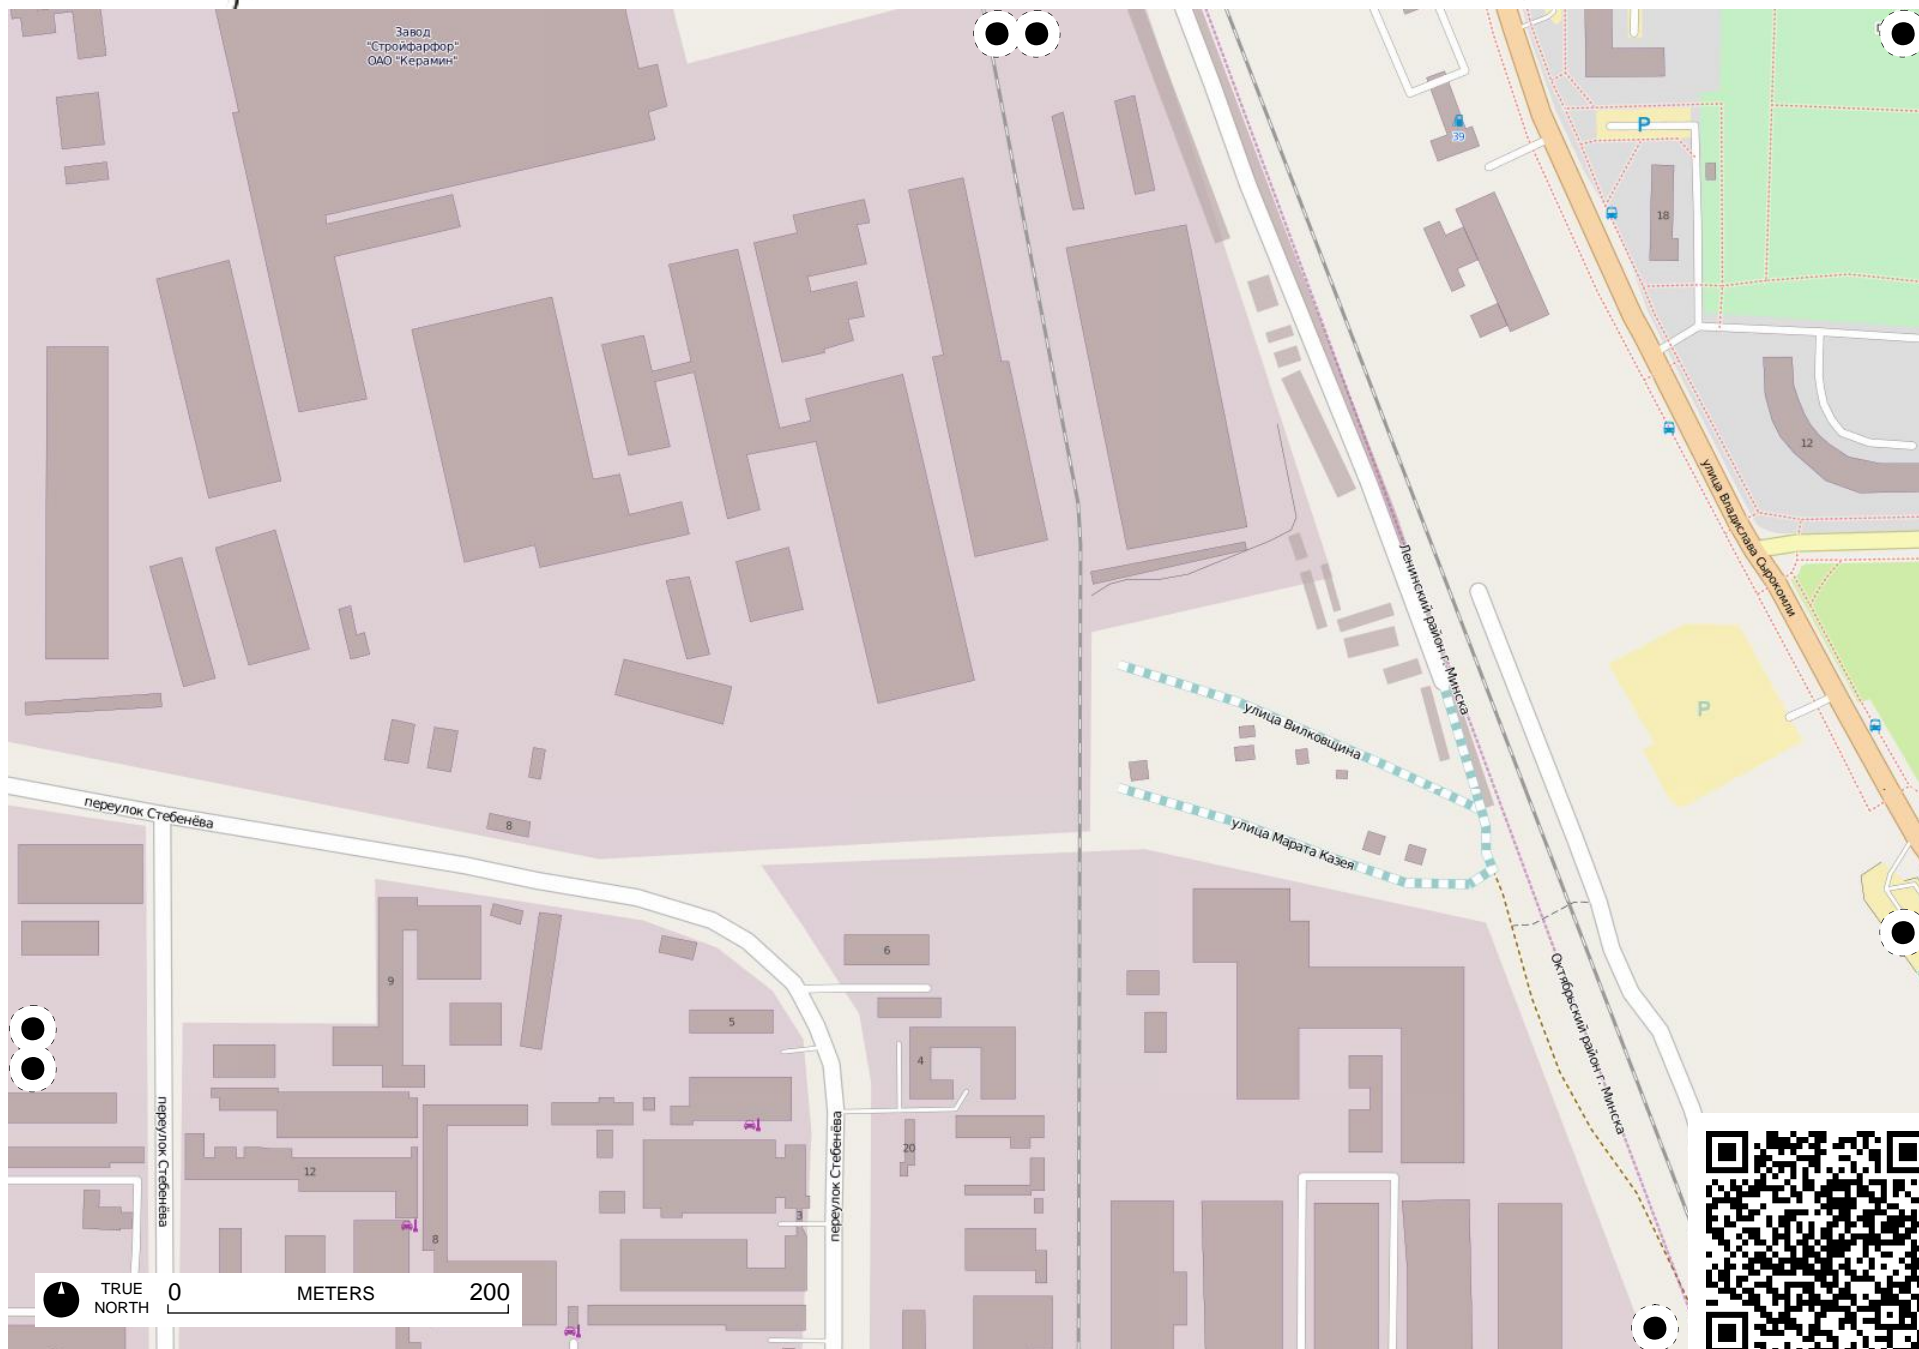 Завод
"Стройфарфор"
ОАО "Керамин"
39
P
18
12
улица Владислава Сырокомли
Ленинский район г. Минска
улица Вилковщина
P
переулок Стебенёва
8
улица Марата Казея
6
9
5
4
Октябрьский район г. Минска
переулок Стебенёва
переулок Стебенёва
20
12
3
8
TRUE
NORTH
0 METERS 200